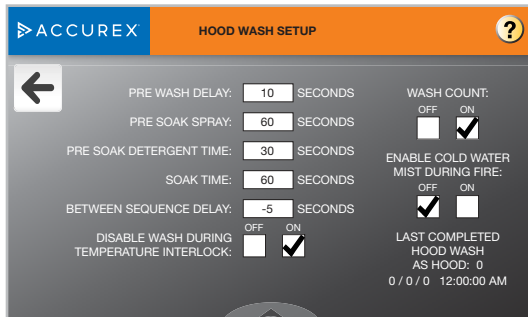 ACCUREX HOOD WASH SETUP ?
PRE WASH DELAY: 10 SECONDS
PRE SOAK SPRAY: 60 SECONDS
PRE SOAK DETERGENT TIME: 30 SECONDS
SOAK TIME: 60 SECONDS
BETWEEN SEQUENCE DELAY: -5 SECONDS
OFF ON
DISABLE WASH DURING
TEMPERATURE INTERLOCK:
WASH COUNT:
OFF ON
ENABLE COLD WATER
MIST DURING FIRE:
OFF ON
LAST COMPLETED
HOOD WASH
AS HOOD: 0
0 / 0 / 0 12:00:00 AM